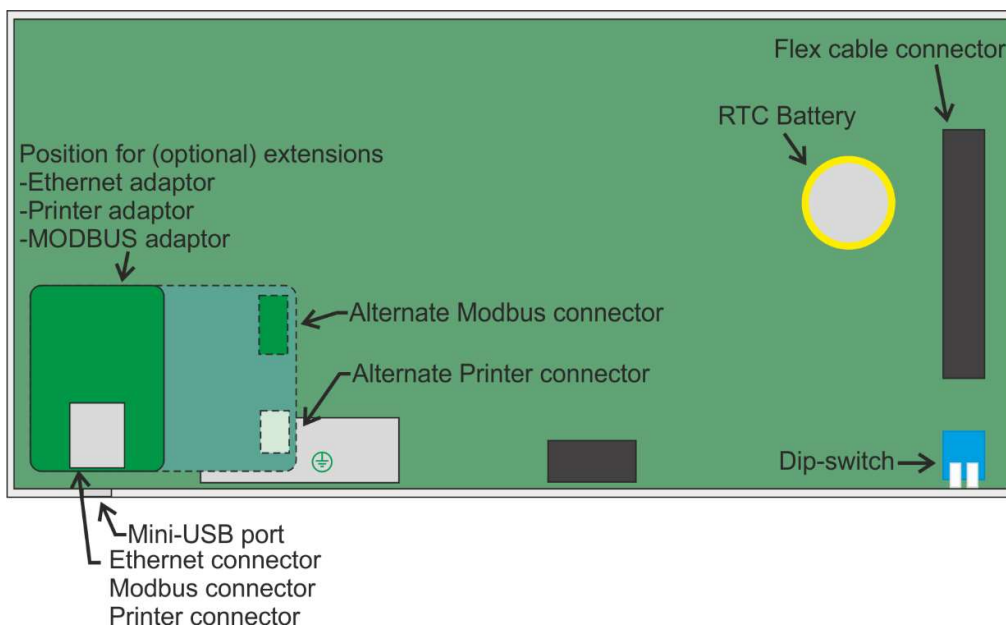 Flex cable connector
RTC Battery
Position for (optional) extensions
-Ethernet adaptor
-Printer adaptor
-MODBUS adaptor
Alternate Modbus connector
Alternate Printer connector
Dip-switch
Mini-USB port
Ethernet connector
Modbus connector
Printer connector